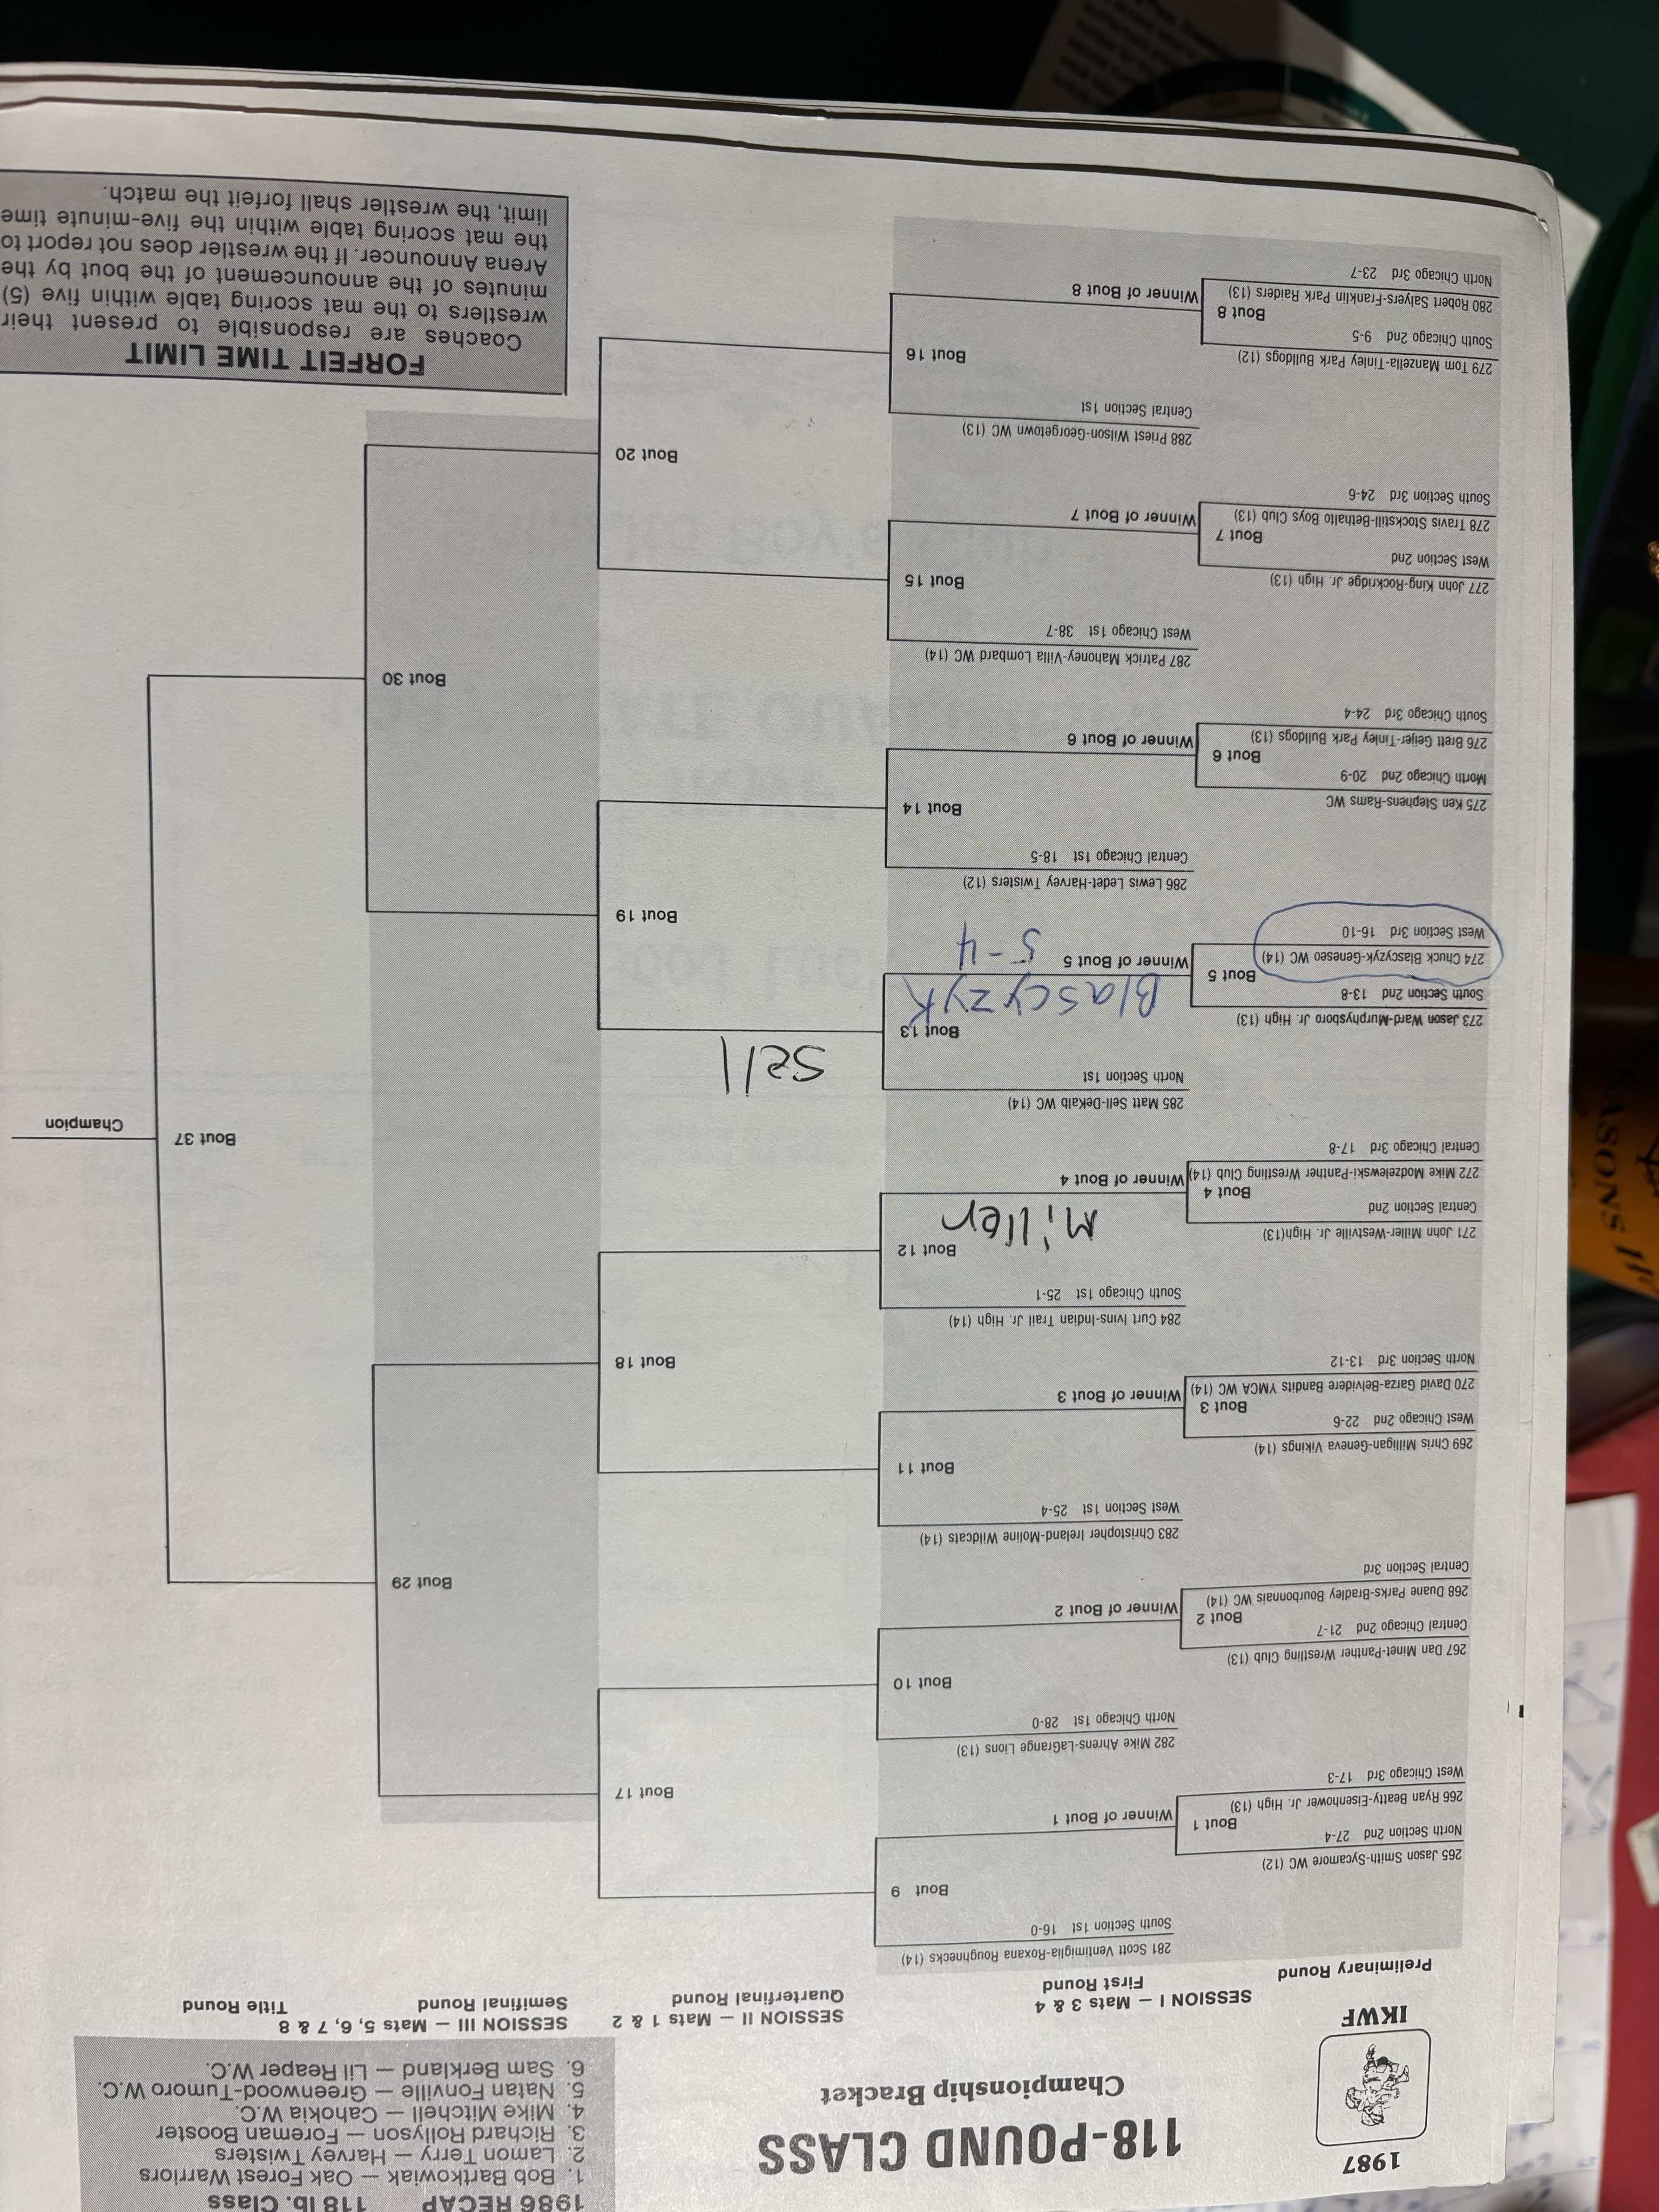 1987
IKWF
118-POUND CLASS
Championship Bracket
1986 RECAP 118 lb. Class
1. Bob Bartkowiak — Oak Forest Warriors
2. Lamon Terry — Harvey Twisters
3. Richard Rollyson — Foreman Booster
4. Mike Mitchell — Cahokia W.C.
5. Natan Fonville — Greenwood-Tumoro W.C.
6. Sam Berkland — Lil Reaper W.C.
Preliminary Round
SESSION I — Mats 3 & 4
First Round
SESSION II — Mats 1 & 2
Quarterfinal Round
SESSION III — Mats 5, 6, 7 & 8
Semifinal Round
Title Round
281 Scott Ventimiglia-Roxana Roughnecks (14)
South Section 1st 16-0
Bout 9
265 Jason Smith-Sycamore WC (12)
North Section 2nd 27-4
Bout 1
Winner of Bout 1
266 Ryan Beatty-Eisenhower Jr. High (13)
West Chicago 3rd 17-3
Bout 17
282 Mike Ahrens-LaGrange Lions (13)
North Chicago 1st 28-0
Bout 10
267 Dan Minet-Panther Wrestling Club (13)
Central Chicago 2nd 21-7
Bout 2
Winner of Bout 2
268 Duane Parks-Bradley Bourbonnais WC (14)
Central Section 3rd
Bout 29
283 Christopher Ireland-Moline Wildcats (14)
West Section 1st 25-4
Bout 11
269 Chris Milligan-Geneva Vikings (14)
West Chicago 2nd 22-6
Bout 3
Winner of Bout 3
270 David Garza-Belvidere Bandits YMCA WC (14)
North Section 3rd 13-12
Bout 18
284 Curt Ivins-Indian Trail Jr. High (14)
South Chicago 1st 25-1
Bout 12
271 John Miller-Westville Jr. High(13)
Central Section 2nd
Miller
Bout 4
Winner of Bout 4
272 Mike Modzelewski-Panther Wrestling Club (14)
Central Chicago 3rd 17-8
Bout 37
Champion
285 Matt Sell-DeKalb WC (14)
North Section 1st
Sell
Bout 13
273 Jason Ward-Murphysboro Jr. High (13)
South Section 2nd 13-8
Blascyzyk
Bout 5
Winner of Bout 5
5-4
274 Chuck Blascyzyk-Geneseo WC (14)
West Section 3rd 16-10
Bout 19
286 Lewis Ledet-Harvey Twisters (12)
Central Chicago 1st 18-5
Bout 14
275 Ken Stephens-Rams WC
North Chicago 2nd 20-9
Bout 6
Winner of Bout 6
276 Brett Geijer-Tinley Park Bulldogs (13)
South Chicago 3rd 24-4
Bout 30
287 Patrick Mahoney-Villa Lombard WC (14)
West Chicago 1st 38-7
Bout 15
277 John King-Rockridge Jr. High (13)
West Section 2nd
Bout 7
Winner of Bout 7
278 Travis Stockstill-Bethalto Boys Club (13)
South Section 3rd 24-6
Bout 20
288 Priest Wilson-Georgetown WC (13)
Central Section 1st
Bout 16
279 Tom Manzella-Tinley Park Bulldogs (12)
South Chicago 2nd 9-5
Bout 8
Winner of Bout 8
280 Robert Salyers-Franklin Park Raiders (13)
North Chicago 3rd 23-7
FORFEIT TIME LIMIT
Coaches are responsible to present their
wrestlers to the mat scoring table within five (5)
minutes of the announcement of the bout by the
Arena Announcer. If the wrestler does not report to
the mat scoring table within the five-minute time
limit, the wrestler shall forfeit the match.